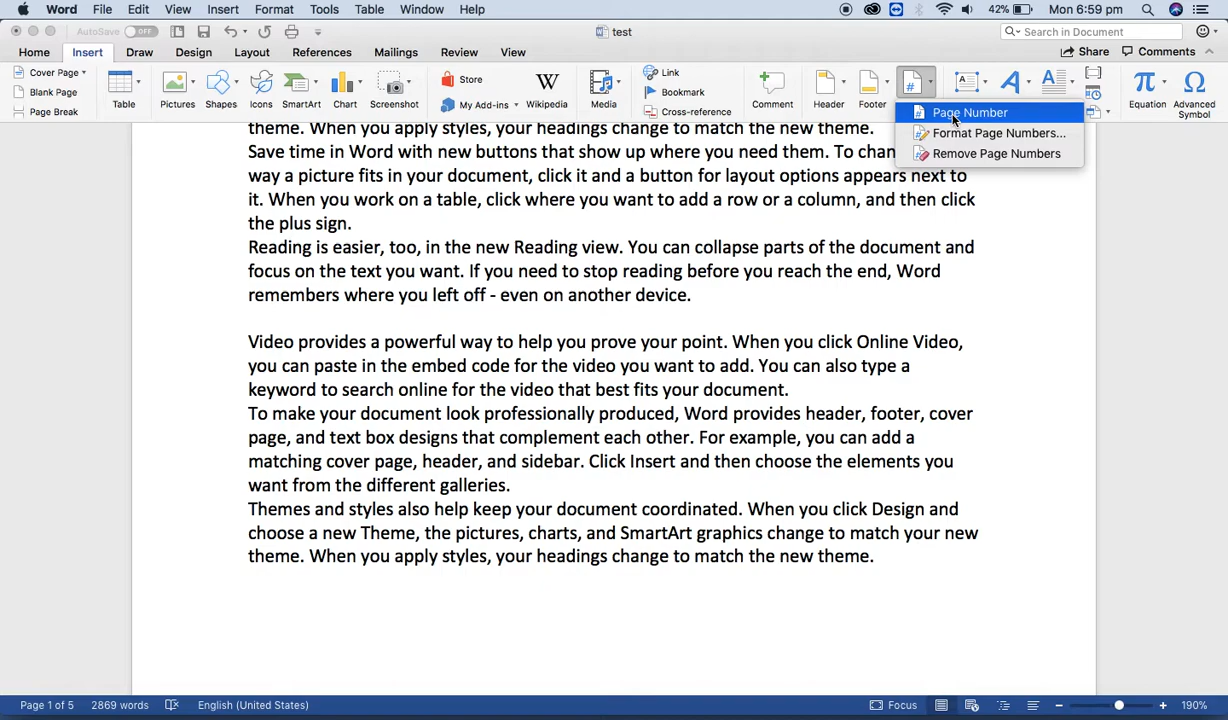 Word File Edit View Insert Format Tools Table Window Help 42% Mon 6:59 pm
AutoSave OFF test Search in Document
Home Insert Draw Design Layout References Mailings Review View Share Comments
Cover Page
Blank Page
Page Break
Table Pictures Shapes Icons SmartArt Chart Screenshot
Store
My Add-ins
W
Wikipedia
Media
Link
Bookmark
Cross-reference
Comment
Header
Footer
Equation
Advanced
Symbol
Page Number
Format Page Numbers...
Remove Page Numbers
theme. When you apply styles, your headings change to match the new theme.
Save time in Word with new buttons that show up where you need them. To chan
way a picture fits in your document, click it and a button for layout options appears next to
it. When you work on a table, click where you want to add a row or a column, and then click
the plus sign.
Reading is easier, too, in the new Reading view. You can collapse parts of the document and
focus on the text you want. If you need to stop reading before you reach the end, Word
remembers where you left off - even on another device.
Video provides a powerful way to help you prove your point. When you click Online Video,
you can paste in the embed code for the video you want to add. You can also type a
keyword to search online for the video that best fits your document.
To make your document look professionally produced, Word provides header, footer, cover
page, and text box designs that complement each other. For example, you can add a
matching cover page, header, and sidebar. Click Insert and then choose the elements you
want from the different galleries.
Themes and styles also help keep your document coordinated. When you click Design and
choose a new Theme, the pictures, charts, and SmartArt graphics change to match your new
theme. When you apply styles, your headings change to match the new theme.
Page 1 of 5 2869 words English (United States) Focus 190%